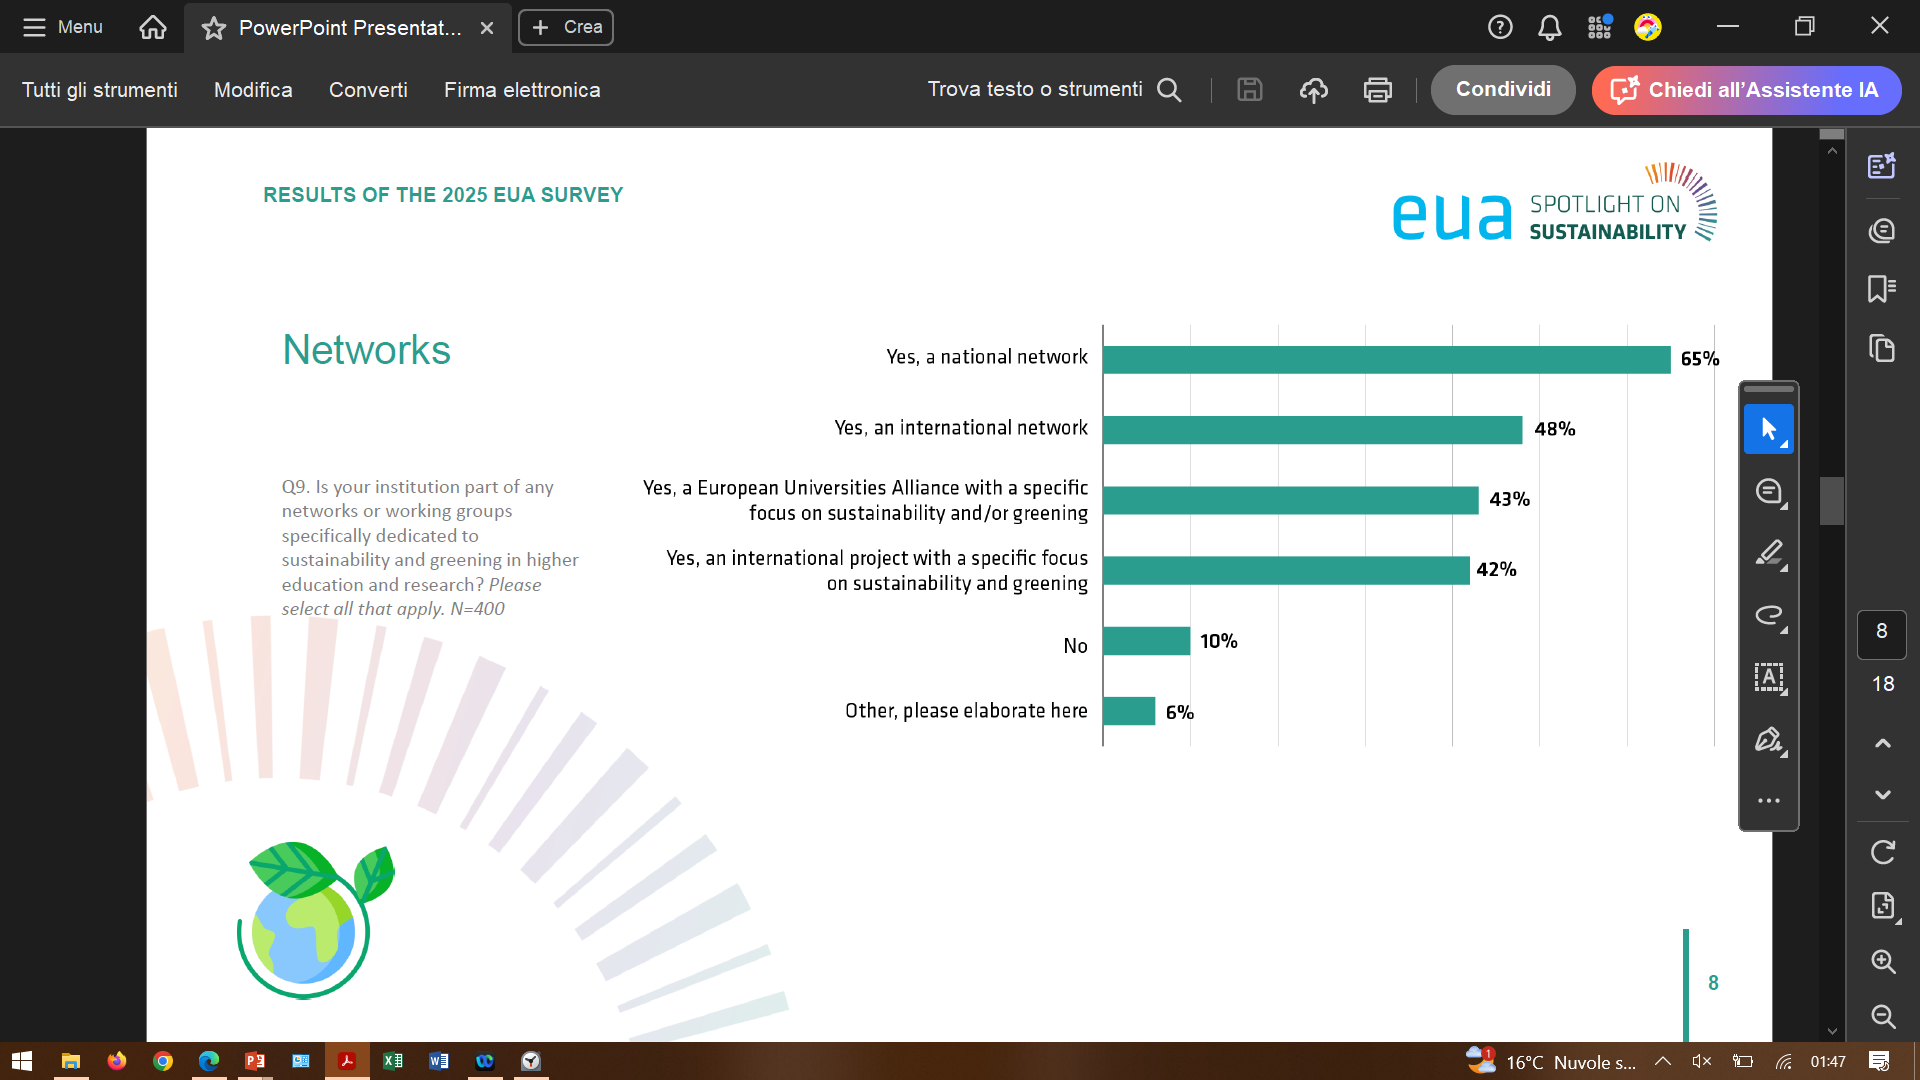 Menu
PowerPoint Presentat...
Crea
Tutti gli strumenti
Modifica
Converti
Firma elettronica
Trova testo o strumenti
Condividi
Chiedi all'Assistente IA
RESULTS OF THE 2025 EUA SURVEY
eua
SPOTLIGHT ON
SUSTAINABILITY
Networks
Q9. Is your institution part of any
networks or working groups
specifically dedicated to
sustainability and greening in higher
education and research? Please
select all that apply. N=400
Yes, a national network
65%
Yes, an international network
48%
Yes, a European Universities Alliance with a specific
focus on sustainability and/or greening
43%
Yes, an international project with a specific focus
on sustainability and greening
42%
No
10%
Other, please elaborate here
6%
8
8
18
1
16°C Nuvole s...
01:47